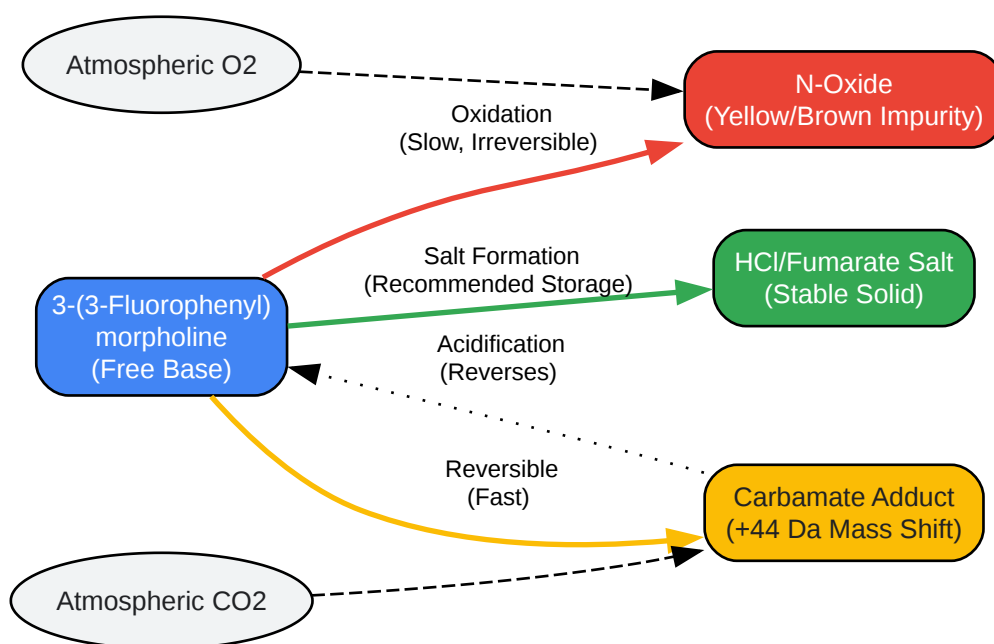 Atmospheric O2
N-Oxide
(Yellow/Brown Impurity)
Oxidation
(Slow, Irreversible)
Salt Formation
(Recommended Storage)
HCl/Fumarate Salt
(Stable Solid)
3-(3-Fluorophenyl)
morpholine
(Free Base)
Acidification
(Reverses)
Reversible
(Fast)
Carbamate Adduct
(+44 Da Mass Shift)
Atmospheric CO2